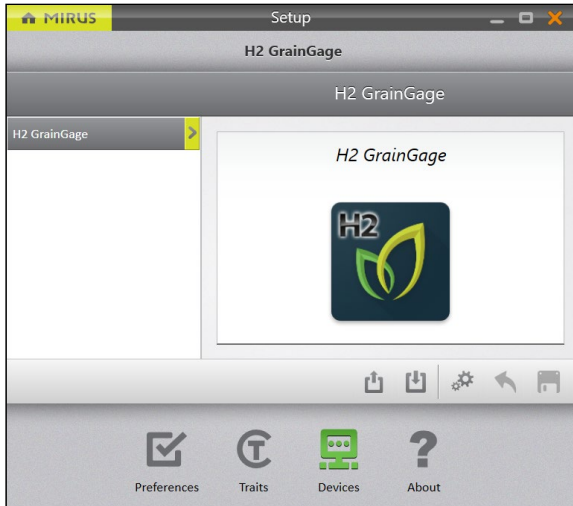 MIRUS Setup
H2 GrainGage
H2 GrainGage
H2 GrainGage
H2 GrainGage
H2
Preferences Traits Devices About